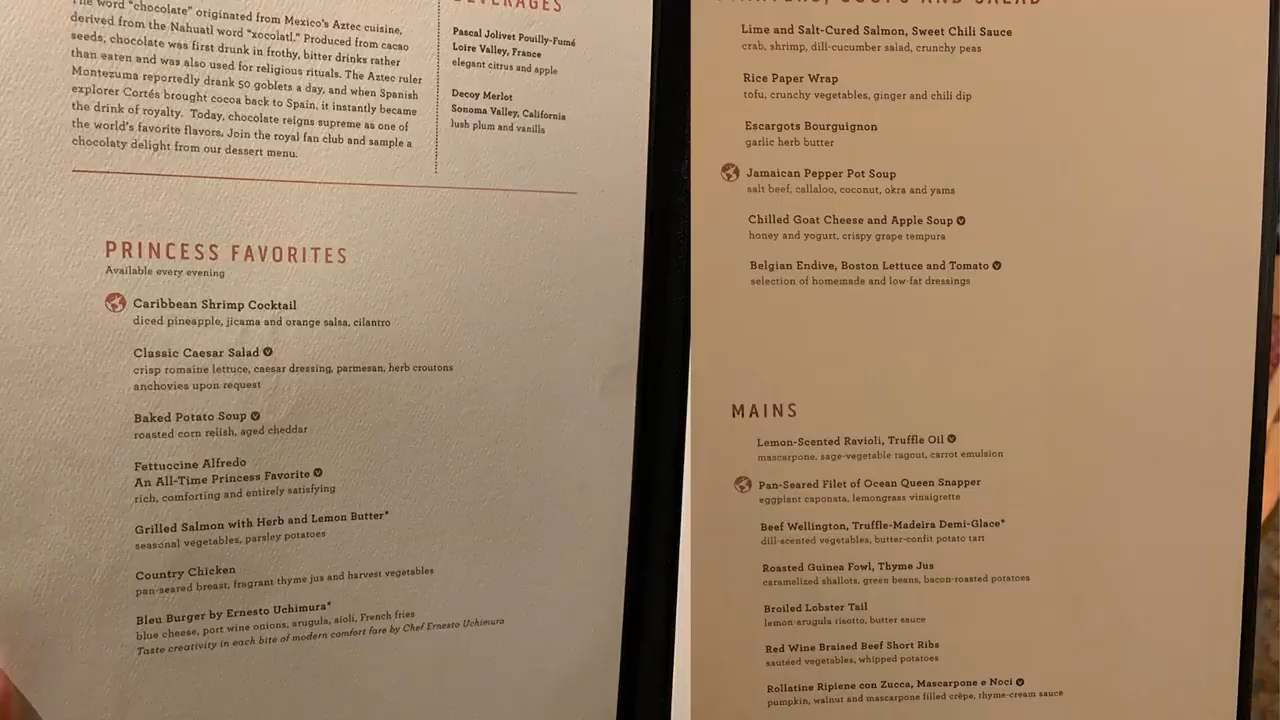 The word "chocolate" originated from Mexico's Aztec cuisine,
derived from the Nahuatl word "xocolatl." Produced from cacao
seeds, chocolate was first drunk in frothy, bitter drinks rather
than eaten and was also used for religious rituals. The Aztec ruler
Montezuma reportedly drank 50 goblets a day, and when Spanish
explorer Cortés brought cocoa back to Spain, it instantly became
the drink of royalty. Today, chocolate reigns supreme as one of
the world's favorite flavors. Join the royal fan club and sample a
chocolaty delight from our dessert menu.
BEVERAGES
Pascal Jolivet Pouilly-Fumé
Loire Valley, France
elegant citrus and apple
Decoy Merlot
Sonoma Valley, California
lush plum and vanilla
PRINCESS FAVORITES
Available every evening
Caribbean Shrimp Cocktail
diced pineapple, jicama and orange salsa, cilantro
Classic Caesar Salad V
crisp romaine lettuce, caesar dressing, parmesan, herb croutons
anchovies upon request
Baked Potato Soup V
roasted corn relish, aged cheddar
Fettuccine Alfredo
An All-Time Princess Favorite V
rich, comforting and entirely satisfying
Grilled Salmon with Herb and Lemon Butter*
seasonal vegetables, parsley potatoes
Country Chicken
pan-seared breast, fragrant thyme jus and harvest vegetables
Bleu Burger by Ernesto Uchimura*
blue cheese, port wine onions, arugula, aioli, French fries
Taste creativity in each bite of modern comfort fare by Chef Ernesto Uchimura
STARTERS, SOUPS AND SALAD
Lime and Salt-Cured Salmon, Sweet Chili Sauce
crab, shrimp, dill-cucumber salad, crunchy peas
Rice Paper Wrap
tofu, crunchy vegetables, ginger and chili dip
Escargots Bourguignon
garlic herb butter
Jamaican Pepper Pot Soup
salt beef, callaloo, coconut, okra and yams
Chilled Goat Cheese and Apple Soup V
honey and yogurt, crispy grape tempura
Belgian Endive, Boston Lettuce and Tomato V
selection of homemade and low-fat dressings
MAINS
Lemon-Scented Ravioli, Truffle Oil V
mascarpone, sage-vegetable ragout, carrot emulsion
Pan-Seared Filet of Ocean Queen Snapper
eggplant caponata, lemongrass vinaigrette
Beef Wellington, Truffle-Madeira Demi-Glace*
dill-scented vegetables, butter-confit potato tart
Roasted Guinea Fowl, Thyme Jus
caramelized shallots, green beans, bacon-roasted potatoes
Broiled Lobster Tail
lemon-arugula risotto, butter sauce
Red Wine Braised Beef Short Ribs
sautéed vegetables, whipped potatoes
Rollatine Ripiene con Zucca, Mascarpone e Noci V
pumpkin, walnut and mascarpone filled crêpe, thyme-cream sauce